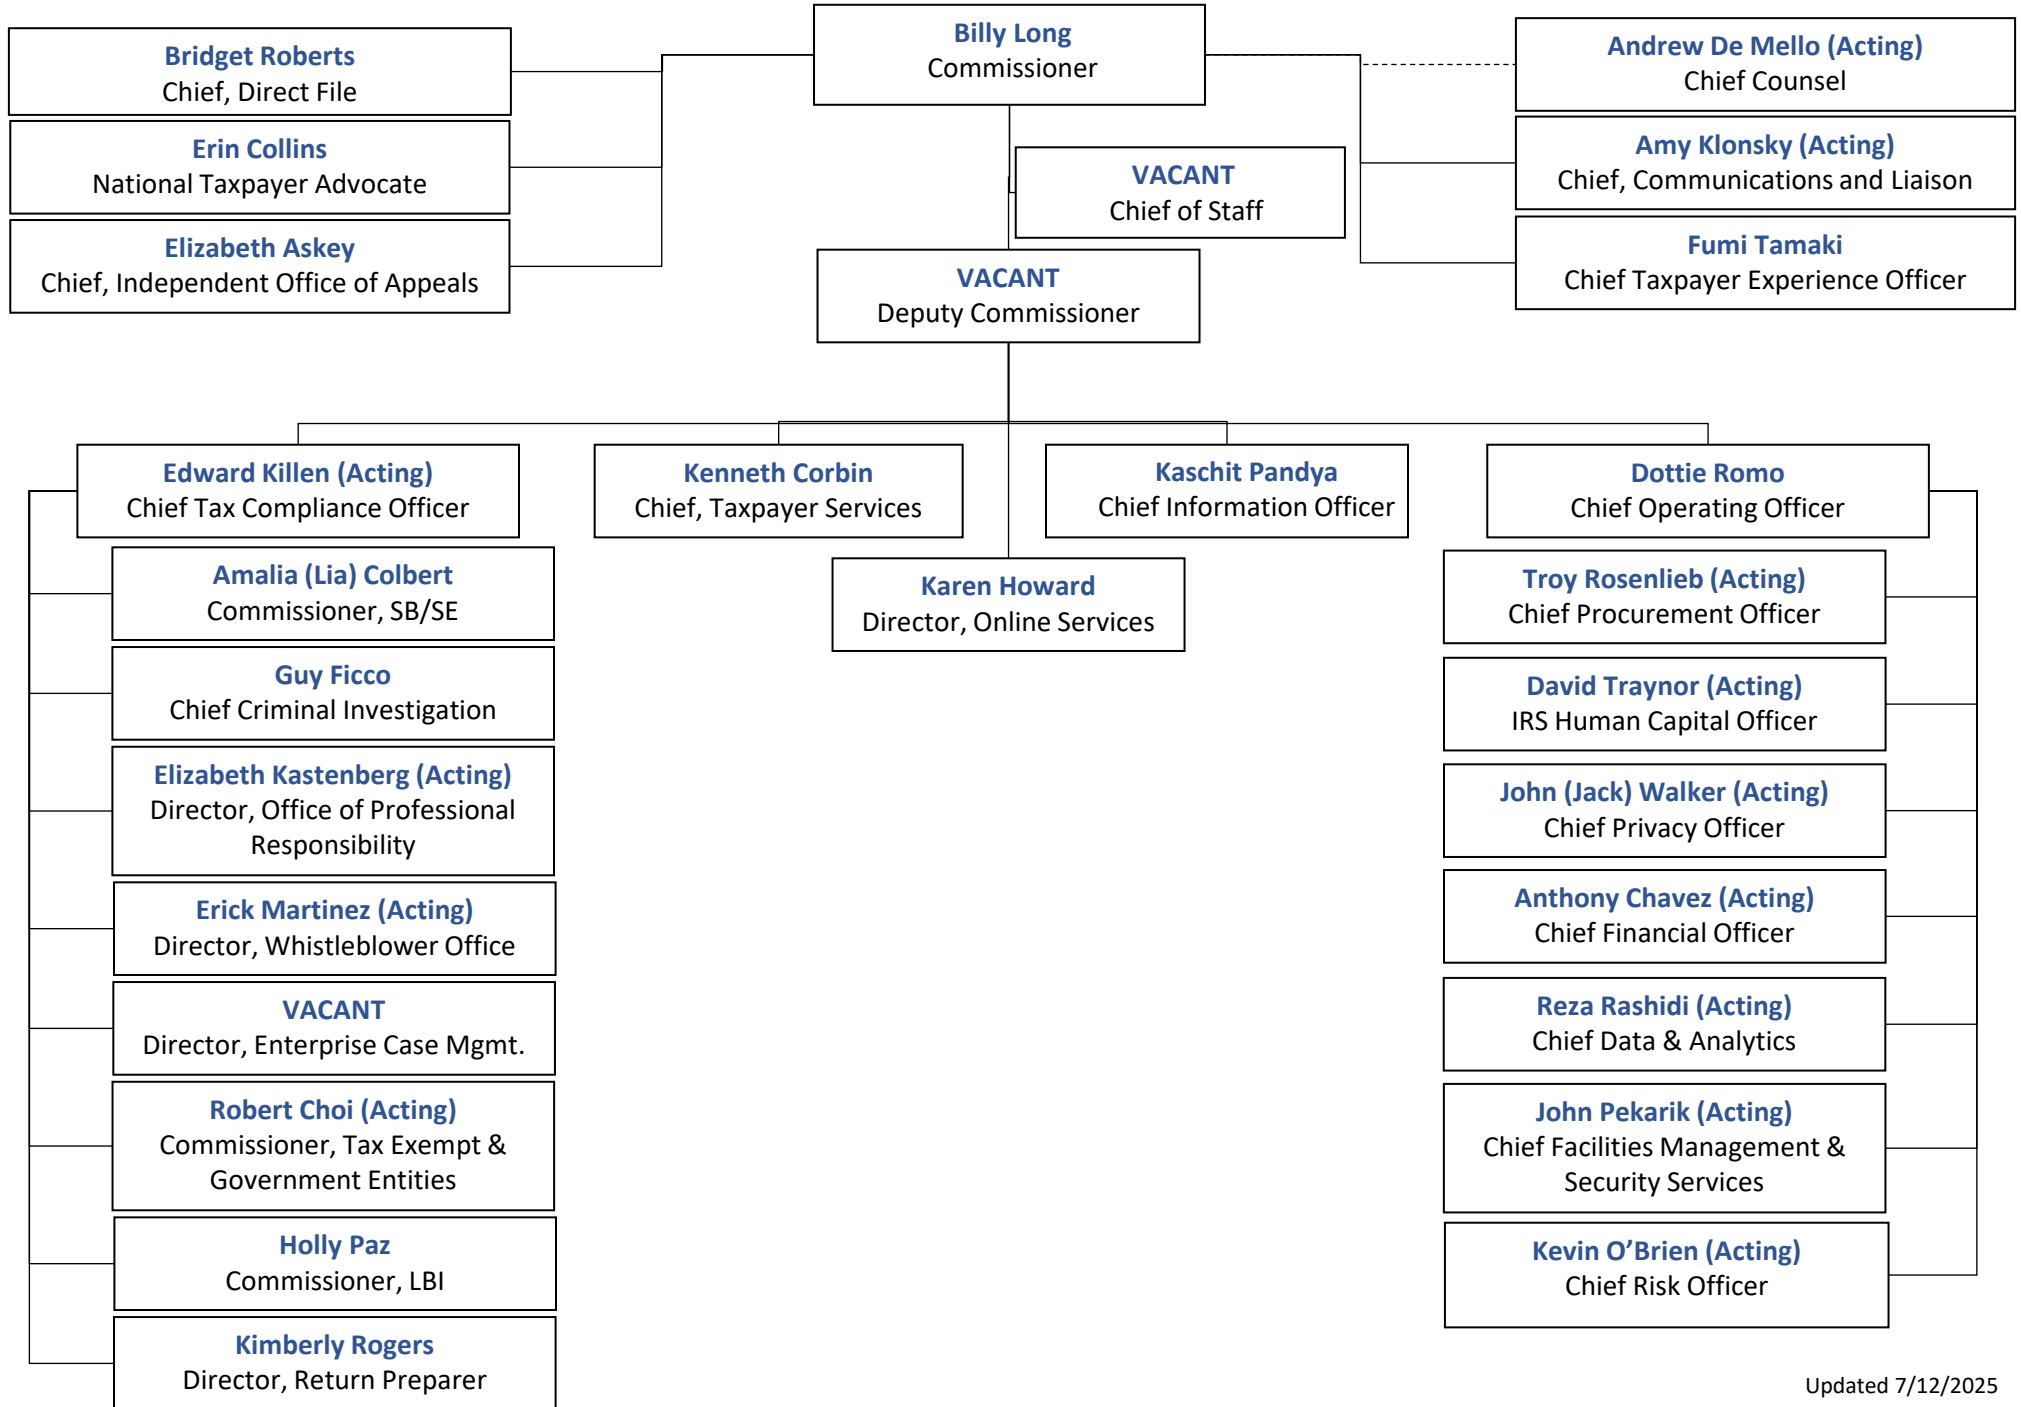 Billy Long
Commissioner
Bridget Roberts
Chief, Direct File
Erin Collins
National Taxpayer Advocate
Elizabeth Askey
Chief, Independent Office of Appeals
Andrew De Mello (Acting)
Chief Counsel
Amy Klonsky (Acting)
Chief, Communications and Liaison
Fumi Tamaki
Chief Taxpayer Experience Officer
VACANT
Chief of Staff
VACANT
Deputy Commissioner
Edward Killen (Acting)
Chief Tax Compliance Officer
Kenneth Corbin
Chief, Taxpayer Services
Kaschit Pandya
Chief Information Officer
Dottie Romo
Chief Operating Officer
Karen Howard
Director, Online Services
Amalia (Lia) Colbert
Commissioner, SB/SE
Guy Ficco
Chief Criminal Investigation
Elizabeth Kastenberg (Acting)
Director, Office of Professional
Responsibility
Erick Martinez (Acting)
Director, Whistleblower Office
VACANT
Director, Enterprise Case Mgmt.
Robert Choi (Acting)
Commissioner, Tax Exempt &
Government Entities
Holly Paz
Commissioner, LBI
Kimberly Rogers
Director, Return Preparer
Troy Rosenlieb (Acting)
Chief Procurement Officer
David Traynor (Acting)
IRS Human Capital Officer
John (Jack) Walker (Acting)
Chief Privacy Officer
Anthony Chavez (Acting)
Chief Financial Officer
Reza Rashidi (Acting)
Chief Data & Analytics
John Pekarik (Acting)
Chief Facilities Management &
Security Services
Kevin O’Brien (Acting)
Chief Risk Officer
Updated 7/12/2025